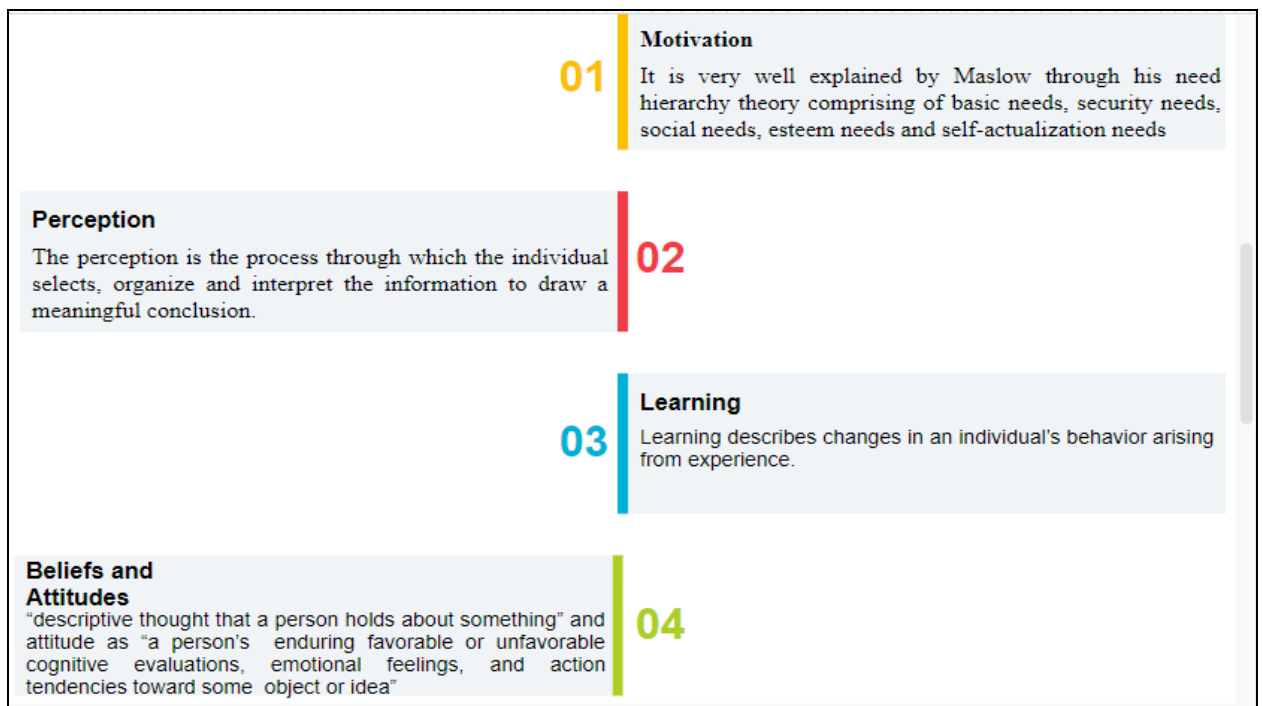 01
Motivation
It is very well explained by Maslow through his need
hierarchy theory comprising of basic needs, security needs,
social needs, esteem needs and self-actualization needs
Perception
The perception is the process through which the individual
selects, organize and interpret the information to draw a
meaningful conclusion.
02
03
Learning
Learning describes changes in an individual's behavior arising
from experience.
Beliefs and
Attitudes
“descriptive thought that a person holds about something” and
attitude as “a person's enduring favorable or unfavorable
cognitive evaluations, emotional feelings, and action
tendencies toward some object or idea”
04